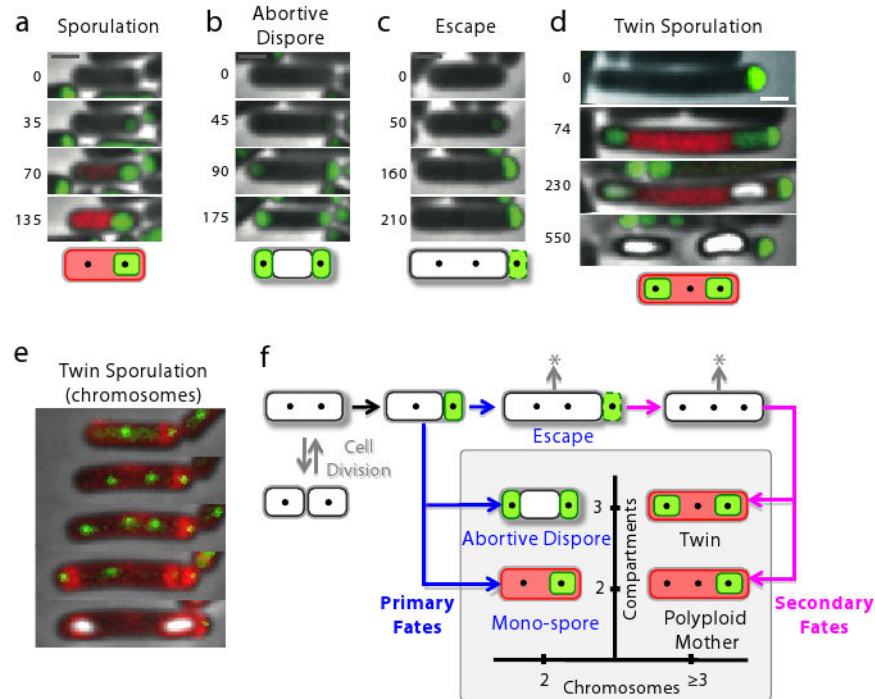 a
Sporulation
0
35
70
135
b
Abortive
Dispore
0
45
90
175
c
Escape
0
50
160
210
d
Twin Sporulation
0
74
230
550
e
Twin Sporulation
(chromosomes)
f
*
*
Escape
Cell
Division
Abortive Dispore
Mono-spore
Twin
Polyploid
Mother
Primary
Fates
Secondary
Fates
3
2
Compartments
2
≥3
Chromosomes